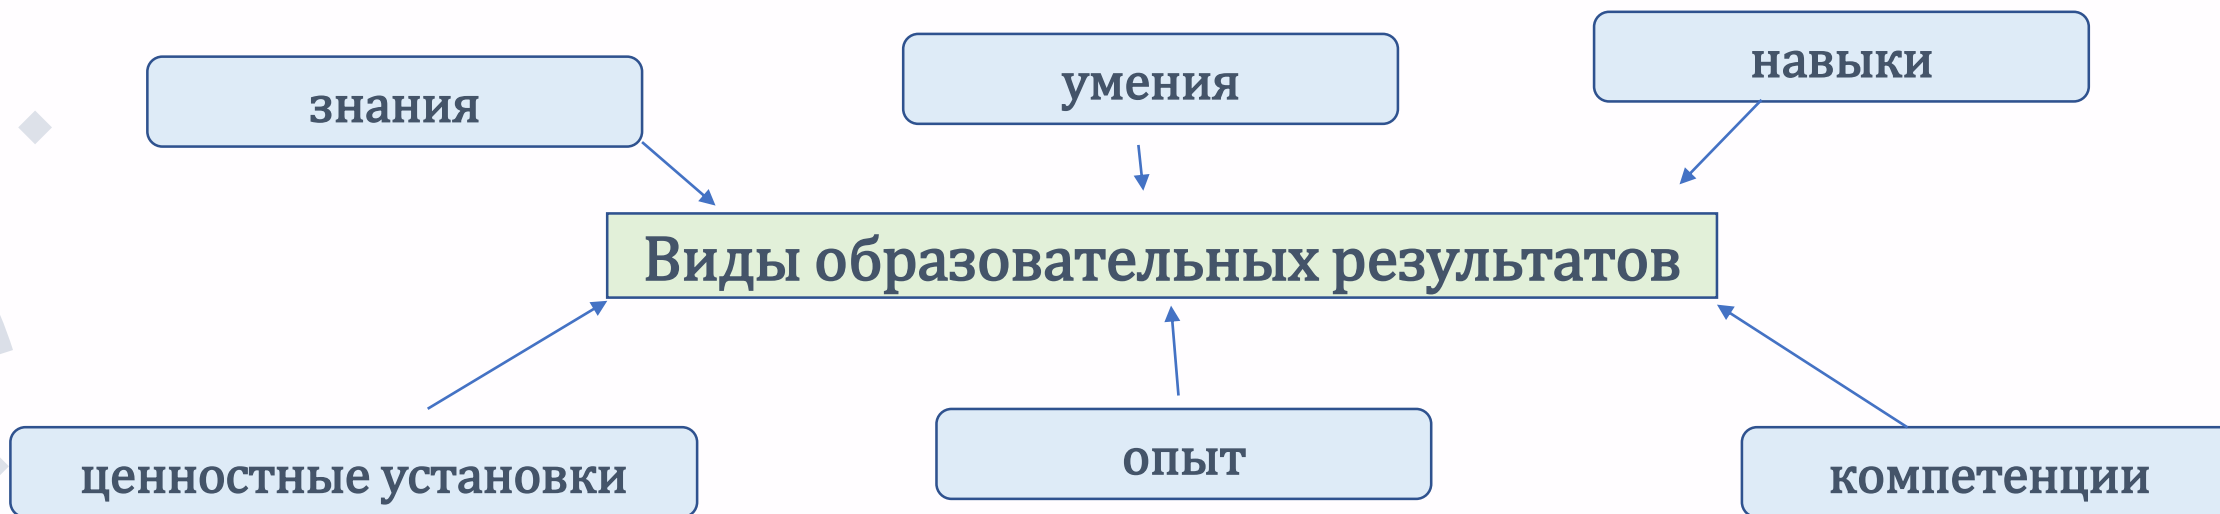 знания
умения
навыки
Виды образовательных результатов
ценностные установки
опыт
компетенции